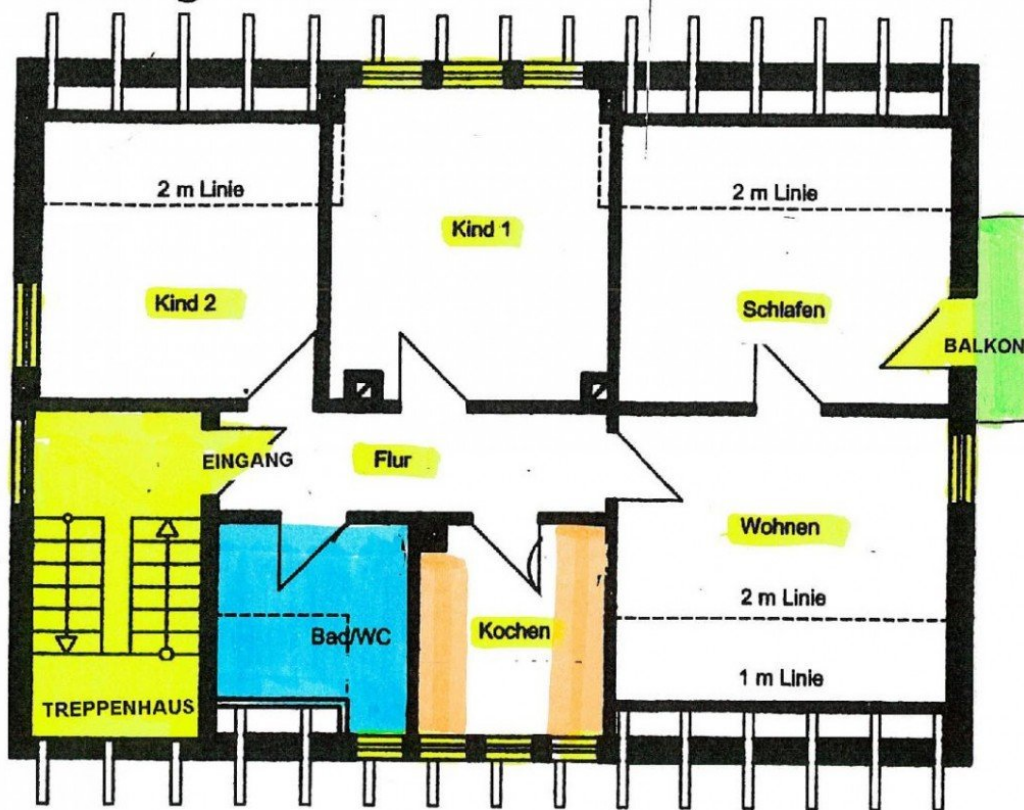 2 m Linie
2 m Linie
Kind 1
Kind 2
Schlafen
BALKON
EINGANG
Flur
Wohnen
2 m Linie
Kochen
Bad/WC
1 m Linie
TREPPENHAUS